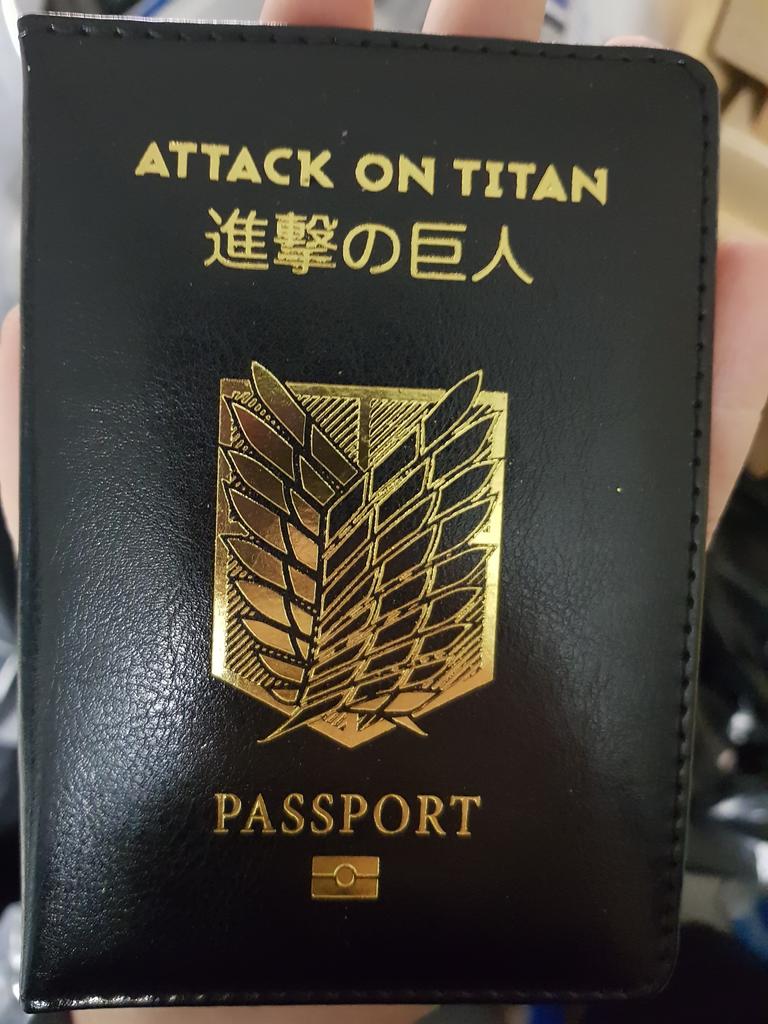 ATTACK ON TITAN
進撃の巨人
PASSPORT